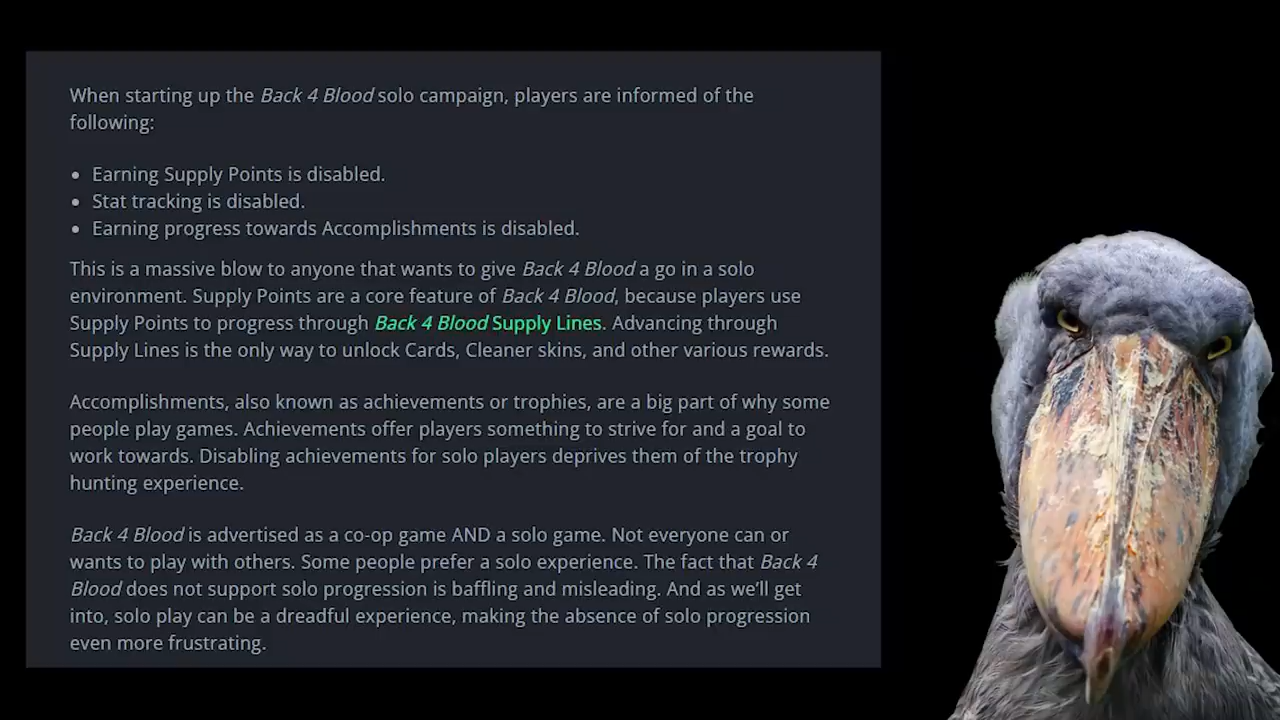 When starting up the Back 4 Blood solo campaign, players are informed of the
following:
• Earning Supply Points is disabled.
• Stat tracking is disabled.
• Earning progress towards Accomplishments is disabled.
This is a massive blow to anyone that wants to give Back 4 Blood a go in a solo
environment. Supply Points are a core feature of Back 4 Blood, because players use
Supply Points to progress through Back 4 Blood Supply Lines. Advancing through
Supply Lines is the only way to unlock Cards, Cleaner skins, and other various rewards.
Accomplishments, also known as achievements or trophies, are a big part of why some
people play games. Achievements offer players something to strive for and a goal to
work towards. Disabling achievements for solo players deprives them of the trophy
hunting experience.
Back 4 Blood is advertised as a co-op game AND a solo game. Not everyone can or
wants to play with others. Some people prefer a solo experience. The fact that Back 4
Blood does not support solo progression is baffling and misleading. And as we’ll get
into, solo play can be a dreadful experience, making the absence of solo progression
even more frustrating.